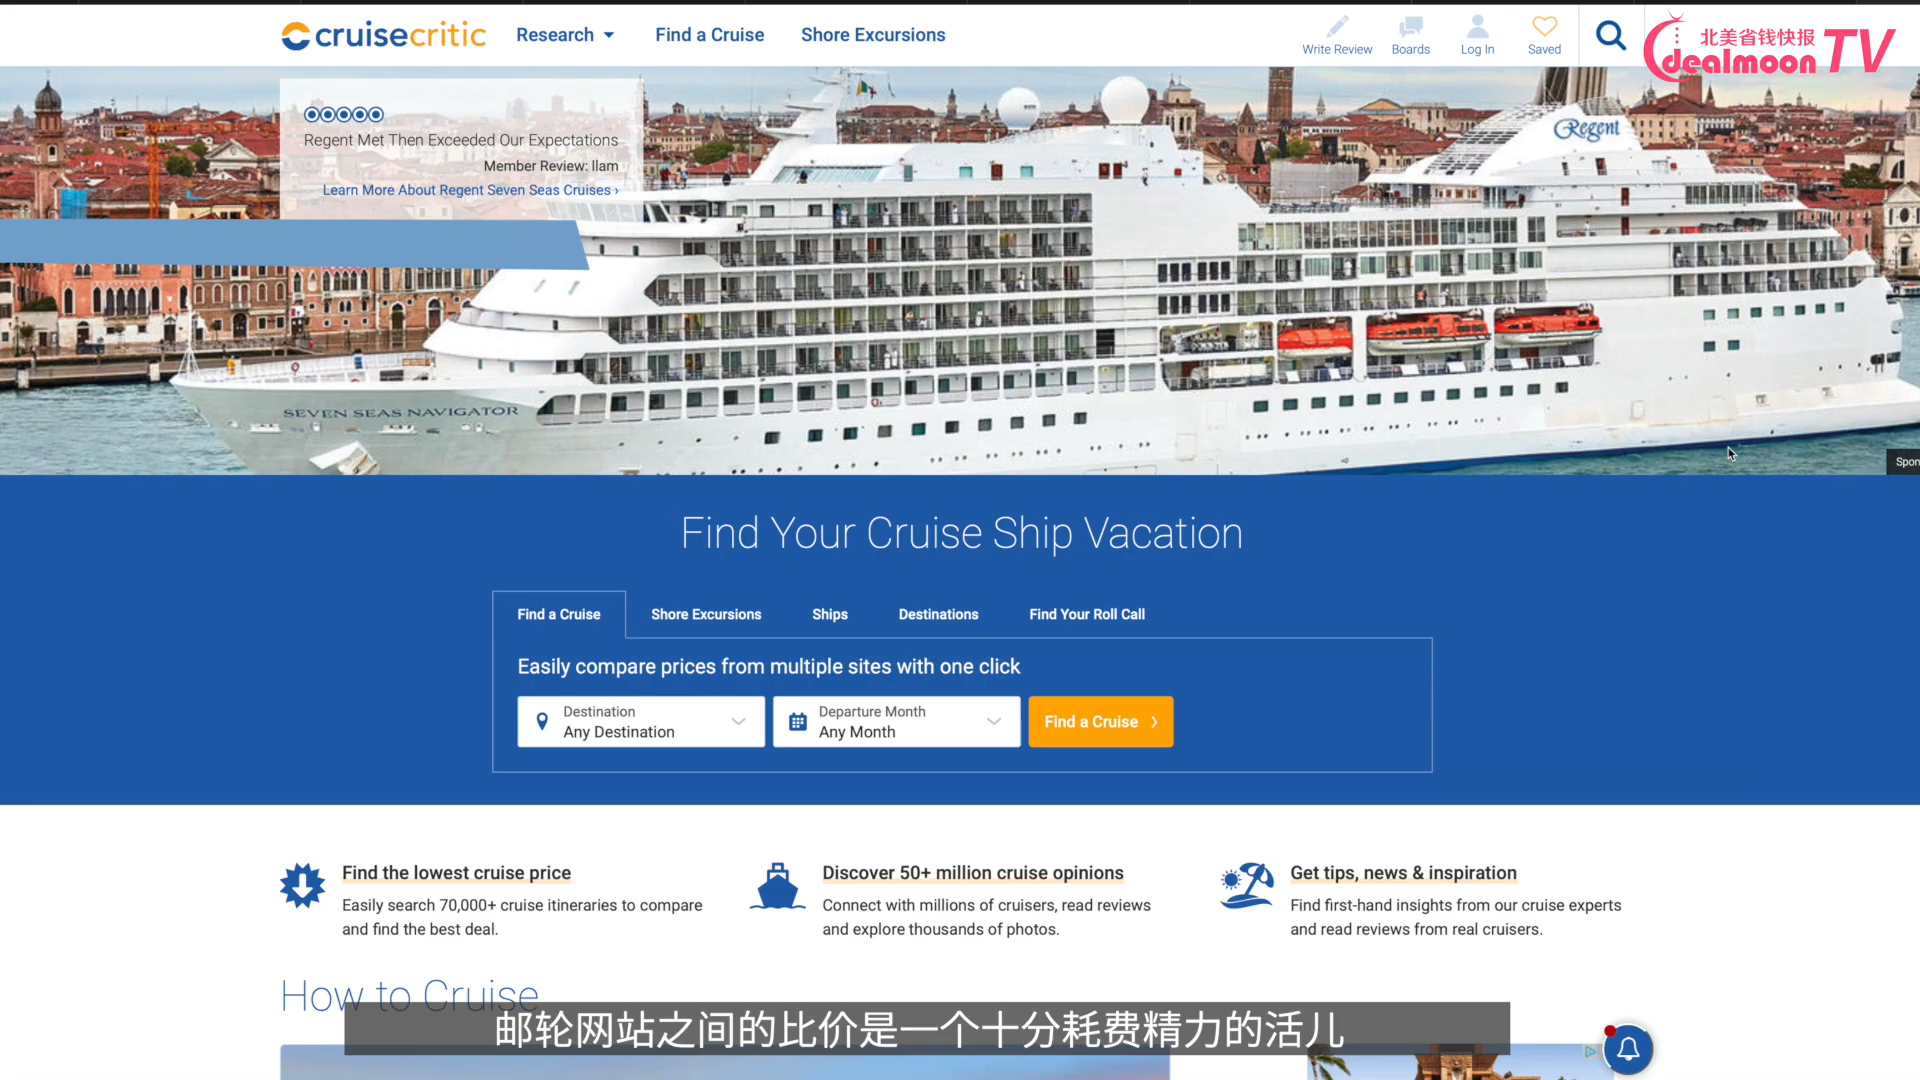 cruisecritic
Research
Find a Cruise
Shore Excursions
Write Review
Boards
Log In
Saved
北美省钱快报
dealmoon TV
Regent Met Then Exceeded Our Expectations
Member Review: llam
Learn More About Regent Seven Seas Cruises ›
Regent
SEVEN SEAS NAVIGATOR
Spon
Find Your Cruise Ship Vacation
Find a Cruise
Shore Excursions
Ships
Destinations
Find Your Roll Call
Easily compare prices from multiple sites with one click
Destination
Any Destination
Departure Month
Any Month
Find a Cruise
Find the lowest cruise price
Easily search 70,000+ cruise itineraries to compare
and find the best deal.
Discover 50+ million cruise opinions
Connect with millions of cruisers, read reviews
and explore thousands of photos.
Get tips, news & inspiration
Find first-hand insights from our cruise experts
and read reviews from real cruisers.
How to Cruise
邮轮网站之间的比价是一个十分耗费精力的活儿